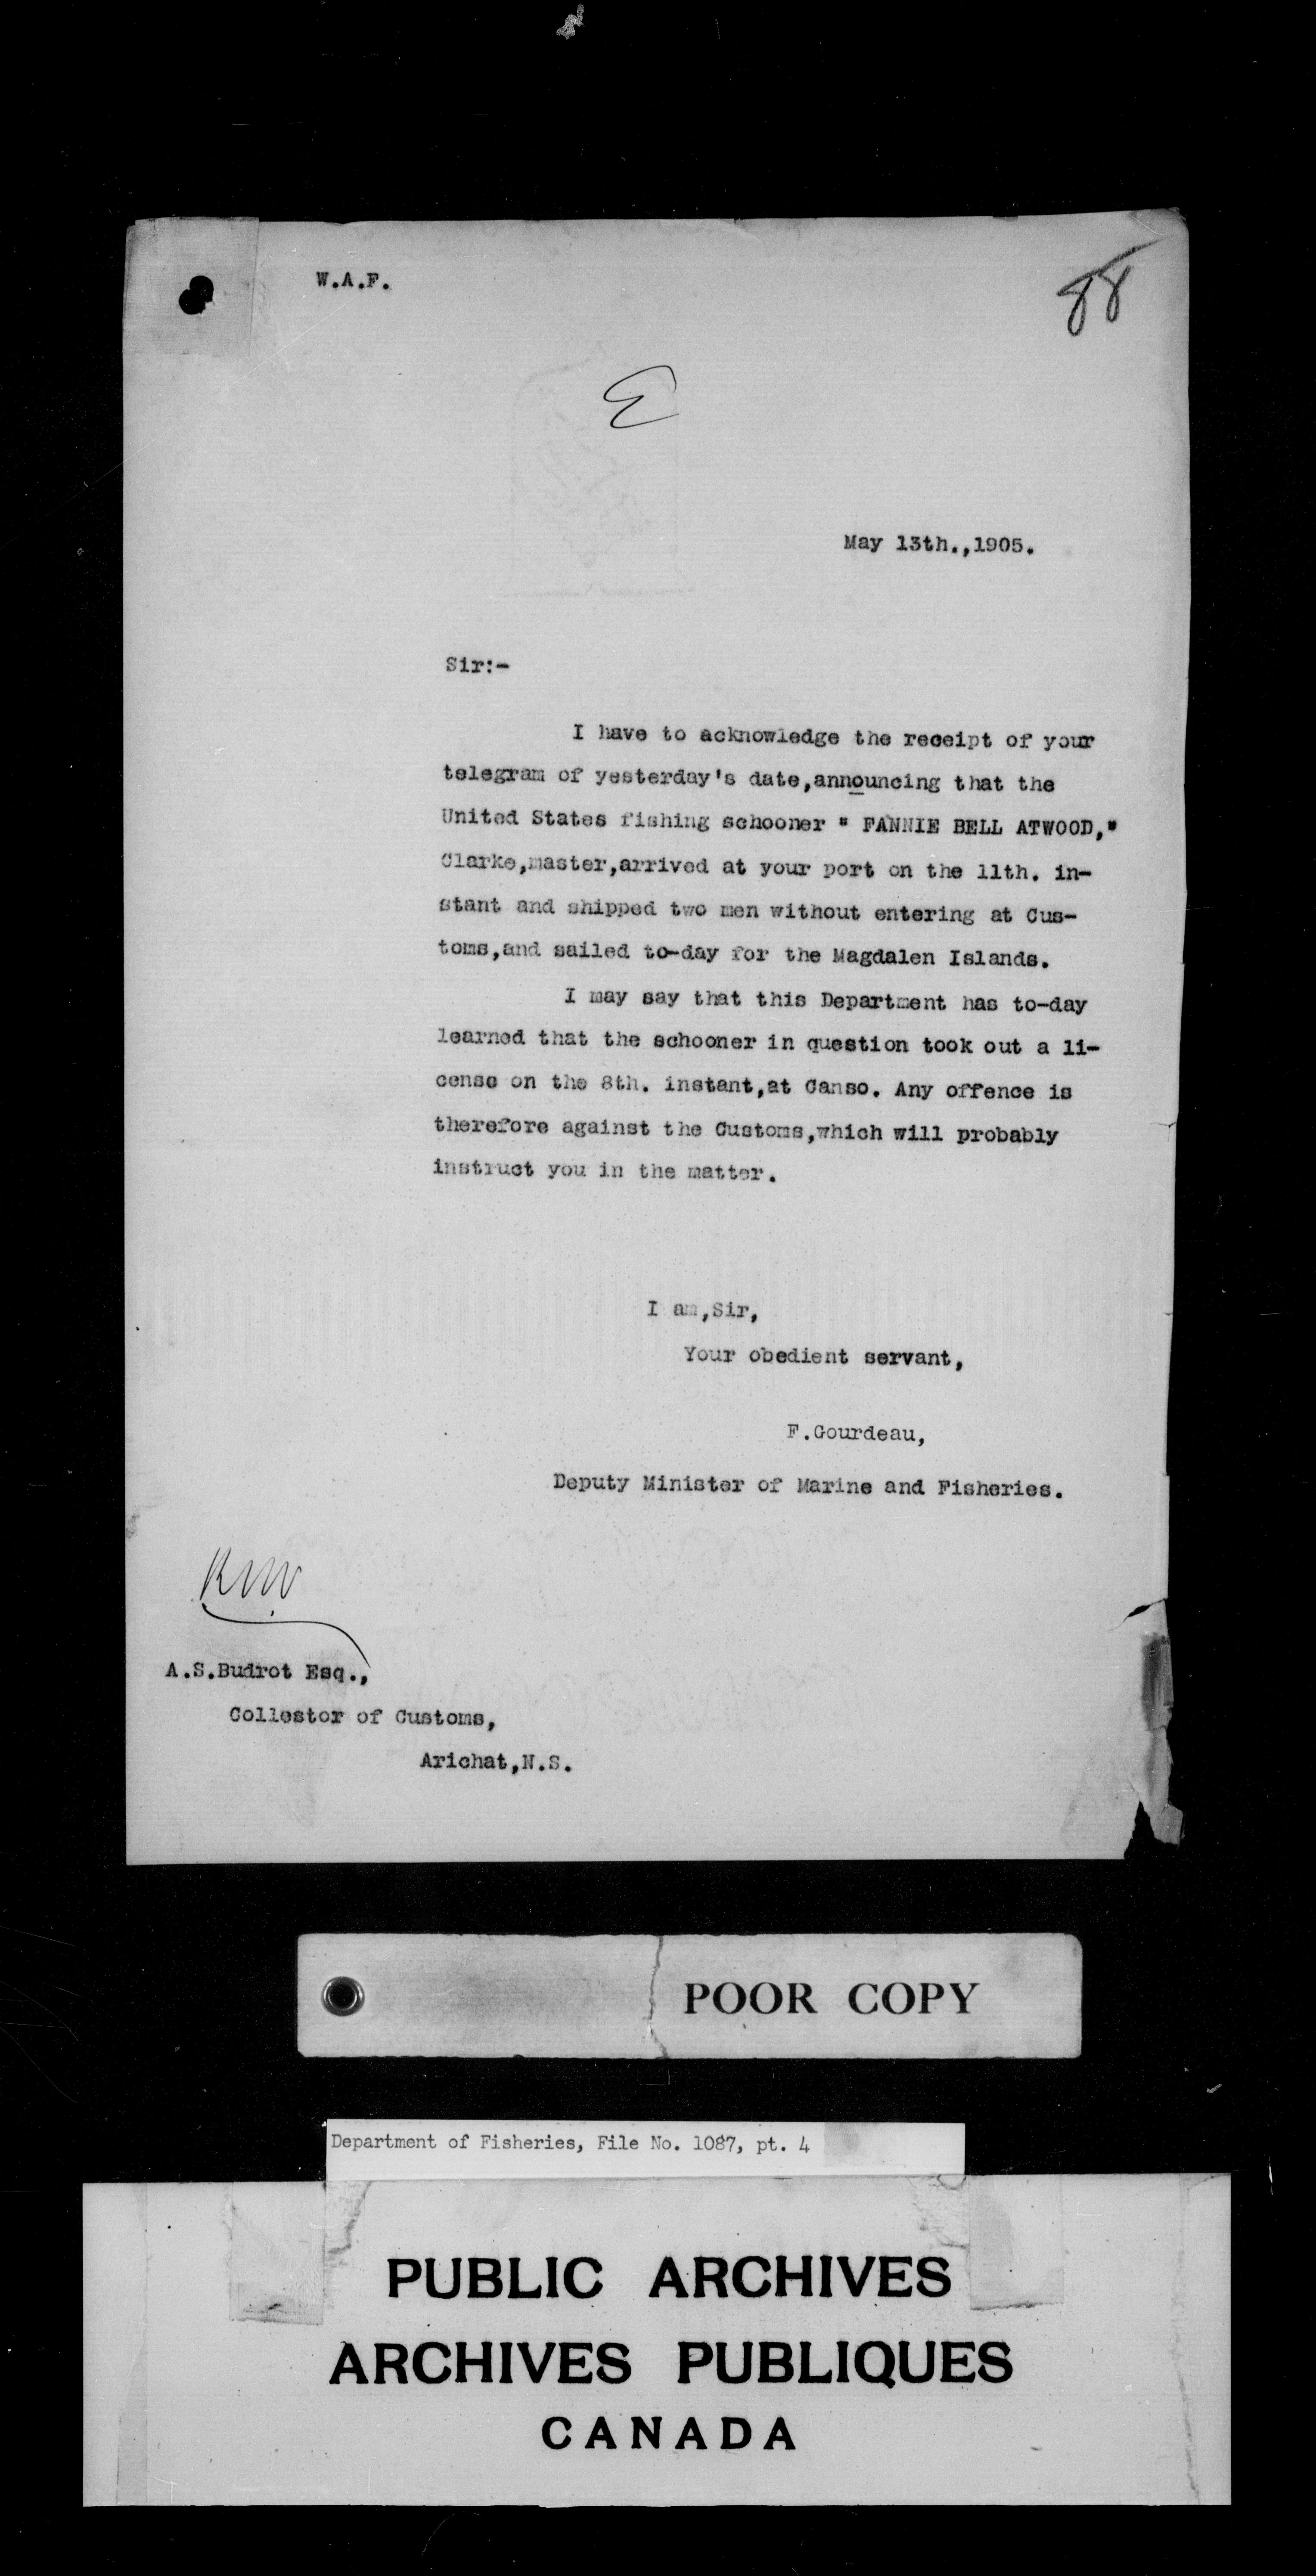 W.A.F.
88
E
May 13th.,1905.
Sir:-
I have to acknowledge the receipt of your
telegram of yesterday's date,announcing that the
United States fishing schooner " FANNIE BELL ATWOOD,"
Clarke,master,arrived at your port on the 11th. in-
stant and shipped two men without entering at Cus-
toms,and sailed to-day for the Magdalen Islands.
I may say that this Department has to-day
learned that the schooner in question took out a li-
cense on the 8th. instant,at Canso. Any offence is
therefore against the Customs,which will probably
instruct you in the matter.
I am,Sir,
Your obedient servant,
F.Gourdeau,
Deputy Minister of Marine and Fisheries.
A.S.Budrot Esq.,
Collestor of Customs,
Arichat,N.S.
POOR COPY
Department of Fisheries, File No. 1087, pt. 4
PUBLIC ARCHIVES
ARCHIVES PUBLIQUES
CANADA